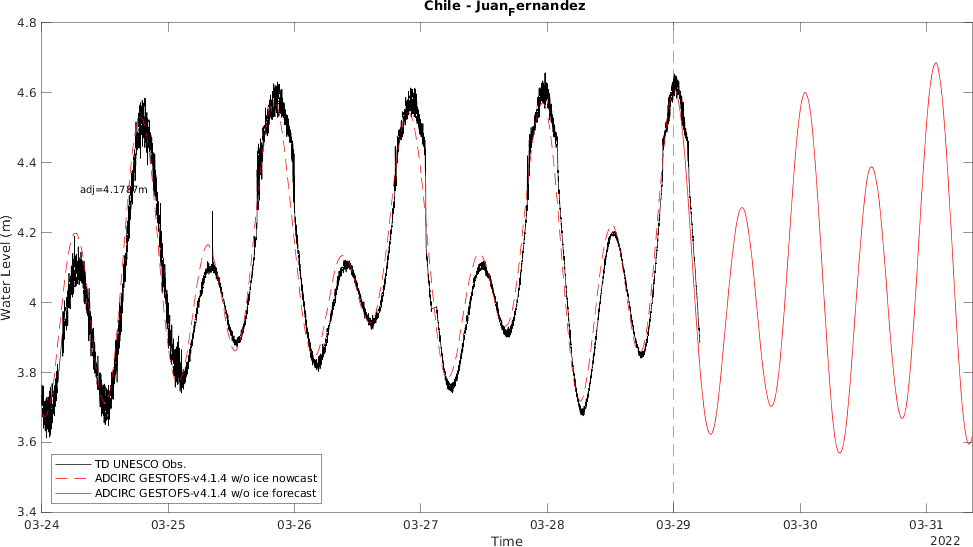 Chile - Juan_Fernandez
4.8
4.6
4.4
4.2
4
3.8
3.6
3.4
Water Level (m)
adj=4.1787m
TD UNESCO Obs.
ADCIRC GESTOFS-v4.1.4 w/o ice nowcast
ADCIRC GESTOFS-v4.1.4 w/o ice forecast
03-24 03-25 03-26 03-27 03-28 03-29 03-30 03-31
Time
2022